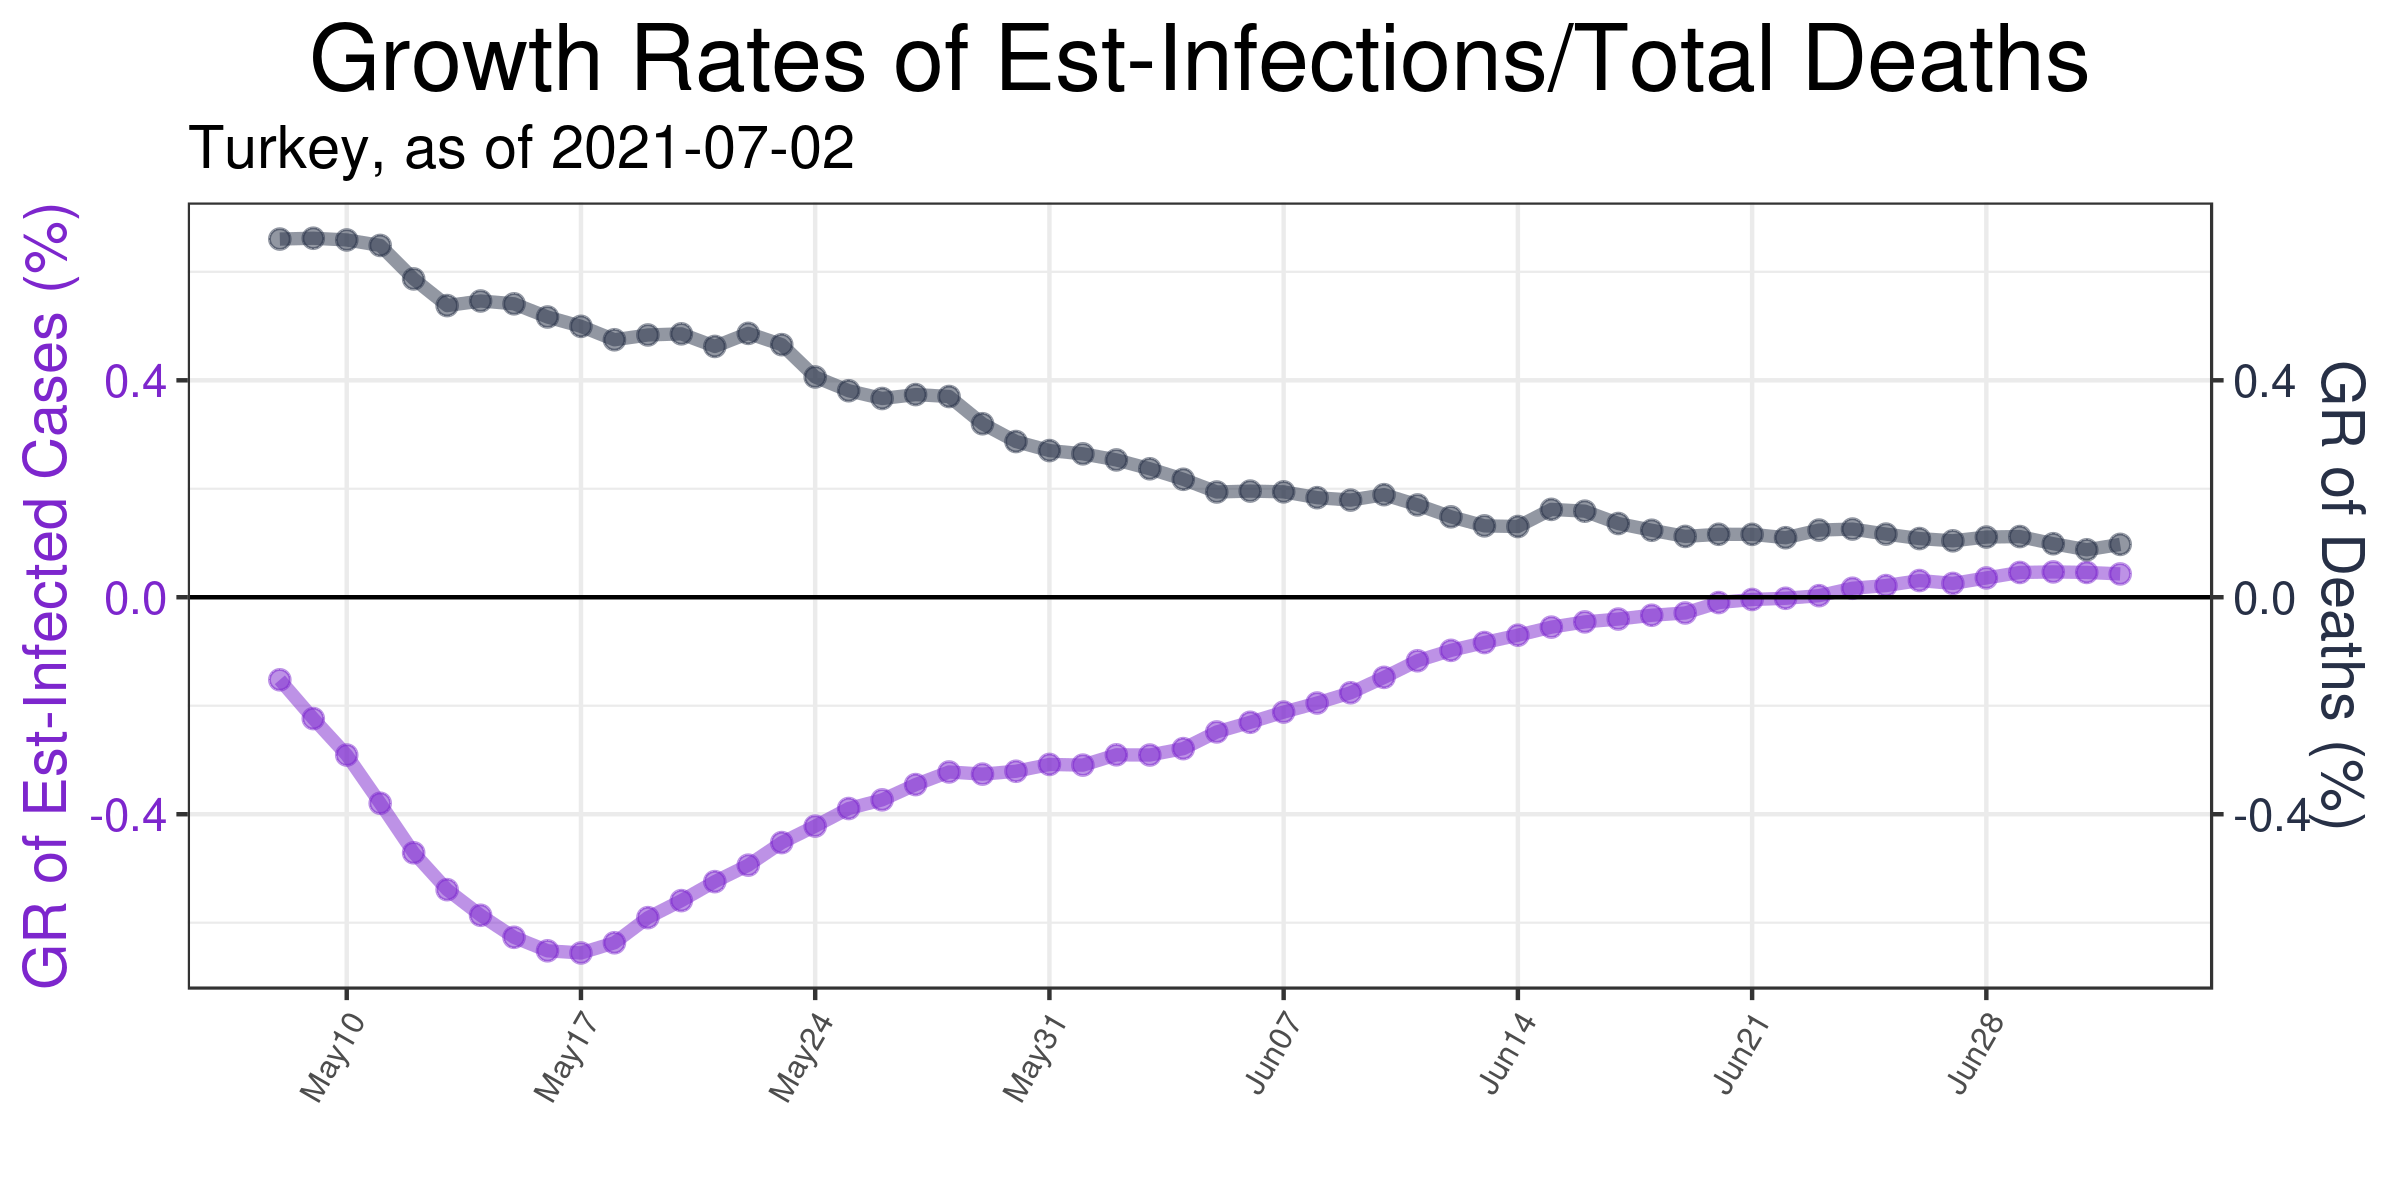 Growth Rates of Est-Infections/Total Deaths
Turkey, as of 2021-07-02
GR of Est-Infected Cases (%)
0.4
0.0
-0.4
0.4
0.0
-0.4
GR of Deaths (%)
May10
May17
May24
May31
Jun07
Jun14
Jun21
Jun28